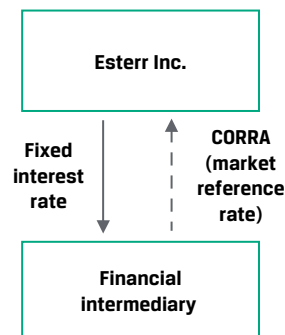 Esterr Inc.
Fixed
interest
rate
CORRA
(market
reference
rate)
Financial
intermediary